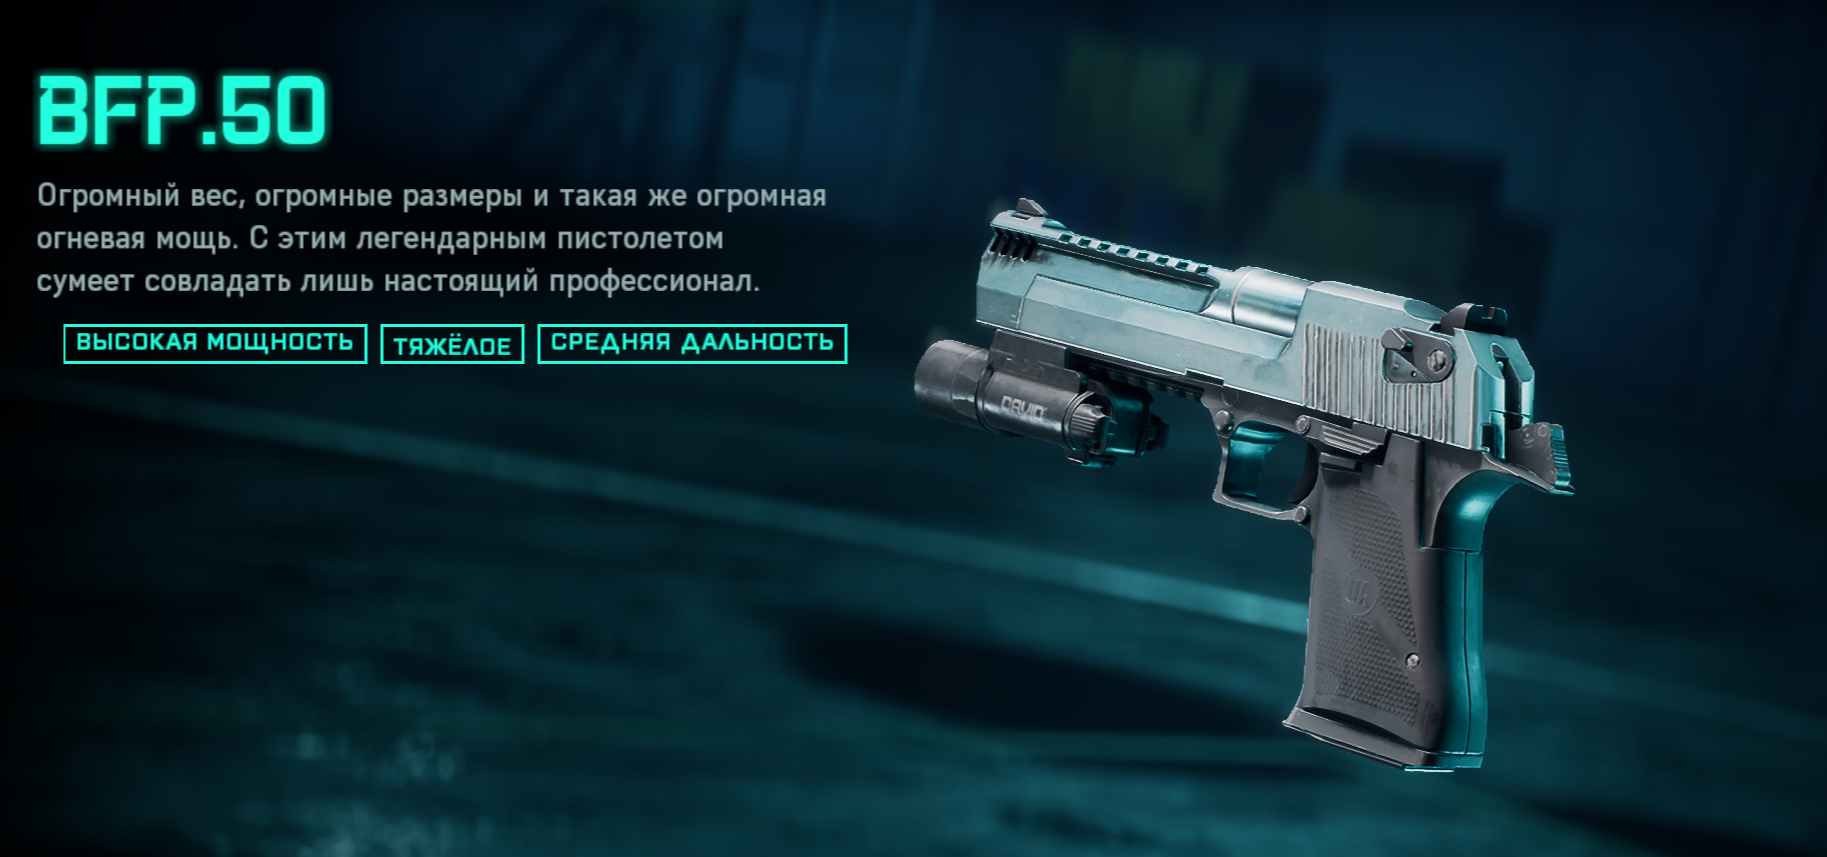 BFP.50
Огромный вес, огромные размеры и такая же огромная
огневая мощь. С этим легендарным пистолетом
сумеет совладать лишь настоящий профессионал.
ВЫСОКАЯ МОЩНОСТЬ ТЯЖЁЛОЕ СРЕДНЯЯ ДАЛЬНОСТЬ